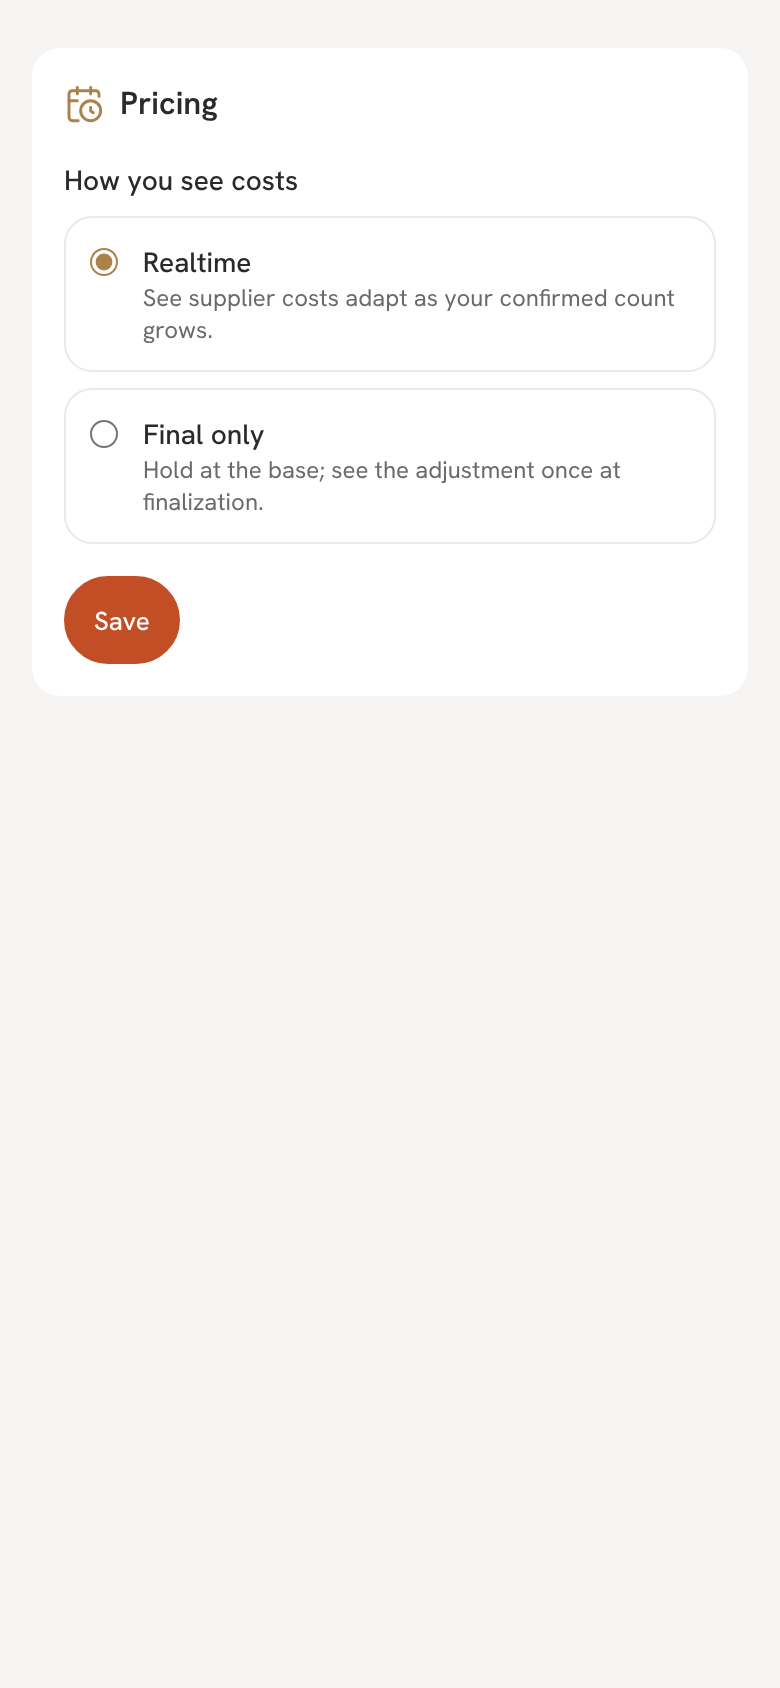 Pricing
How you see costs
Realtime
See supplier costs adapt as your confirmed count
grows.
Final only
Hold at the base; see the adjustment once at
finalization.
Save